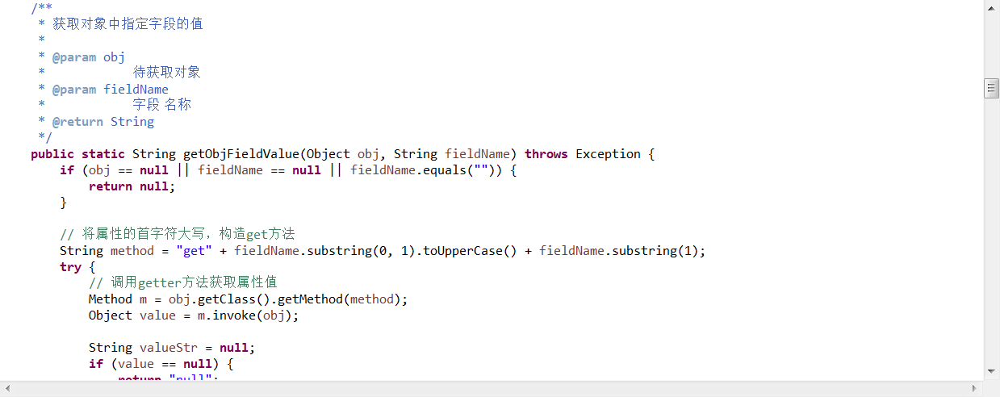 /**
 * 获取对象中指定字段的值
 *
 * @param obj
 *            待获取对象
 * @param fieldName
 *            字段 名称
 * @return String
 */
public static String getObjFieldValue(Object obj, String fieldName) throws Exception {
    if (obj == null || fieldName == null || fieldName.equals("")) {
        return null;
    }

    // 将属性的首字符大写，构造get方法
    String method = "get" + fieldName.substring(0, 1).toUpperCase() + fieldName.substring(1);
    try {
        // 调用getter方法获取属性值
        Method m = obj.getClass().getMethod(method);
        Object value = m.invoke(obj);

        String valueStr = null;
        if (value == null) {
            return "null";